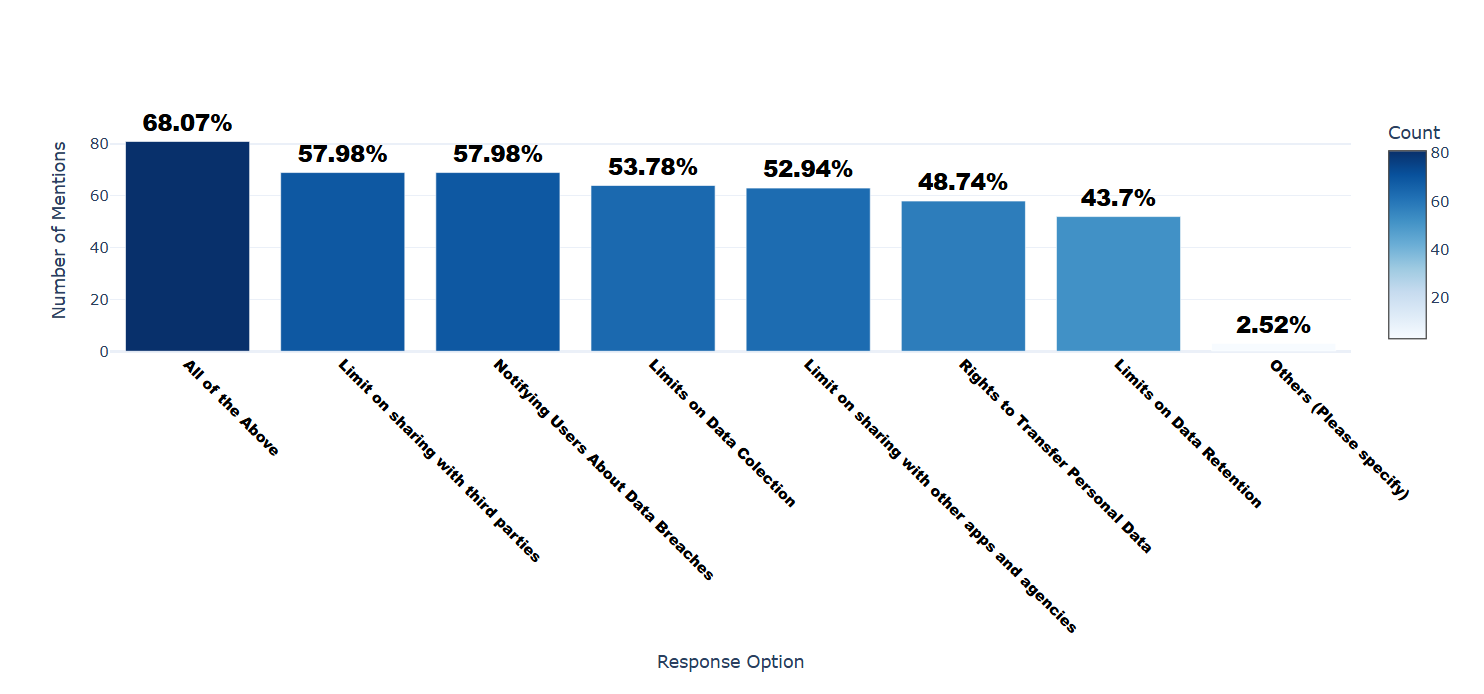 68.07%
57.98%
57.98%
53.78%
52.94%
48.74%
43.7%
2.52%
Number of Mentions
80
60
40
20
0
All of the Above
Limit on sharing with third parties
Notifying Users About Data Breaches
Limits on Data Colection
Limit on sharing with other apps and agencies
Rights to Transfer Personal Data
Limits on Data Retention
Others (Please specify)
Response Option
Count
80
60
40
20